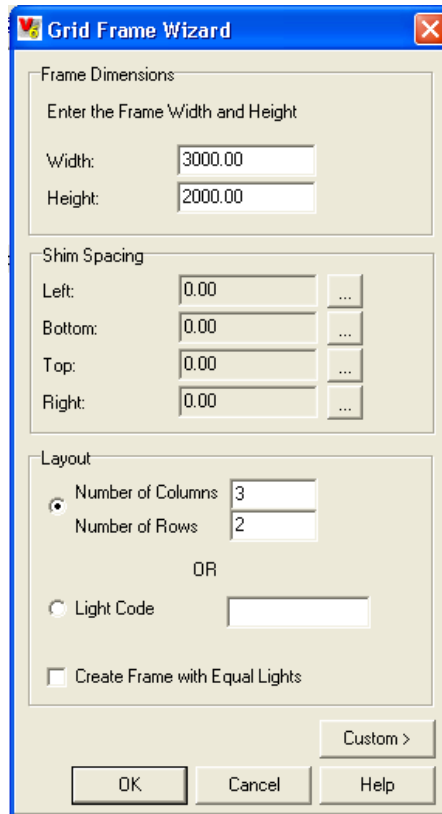 Grid Frame Wizard
Frame Dimensions
Enter the Frame Width and Height
Width: 3000.00
Height: 2000.00
Shim Spacing
Left: 0.00 ...
Bottom: 0.00 ...
Top: 0.00 ...
Right: 0.00 ...
Layout
Number of Columns 3
Number of Rows 2
OR
Light Code
Create Frame with Equal Lights
Custom >
OK Cancel Help